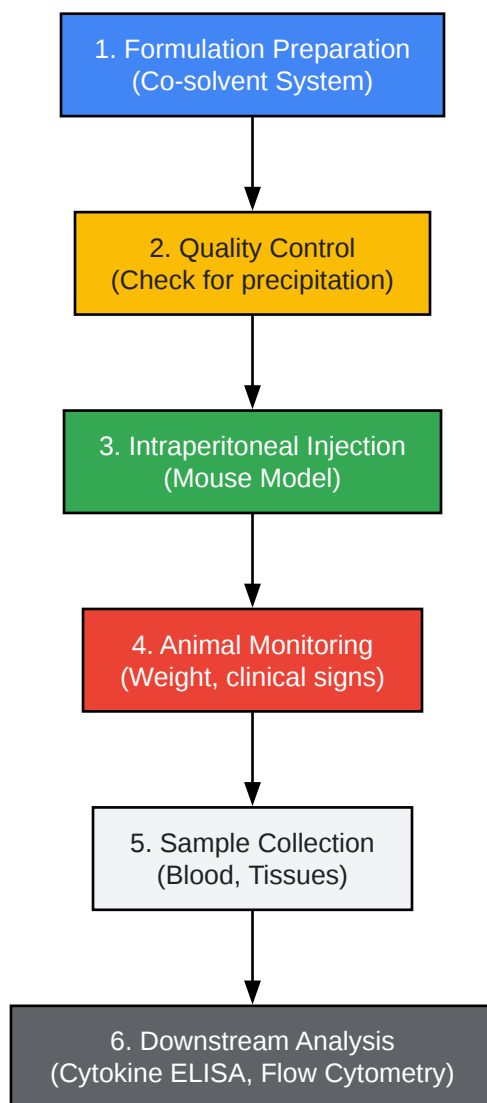 1. Formulation Preparation
(Co-solvent System)
2. Quality Control
(Check for precipitation)
3. Intraperitoneal Injection
(Mouse Model)
4. Animal Monitoring
(Weight, clinical signs)
5. Sample Collection
(Blood, Tissues)
6. Downstream Analysis
(Cytokine ELISA, Flow Cytometry)